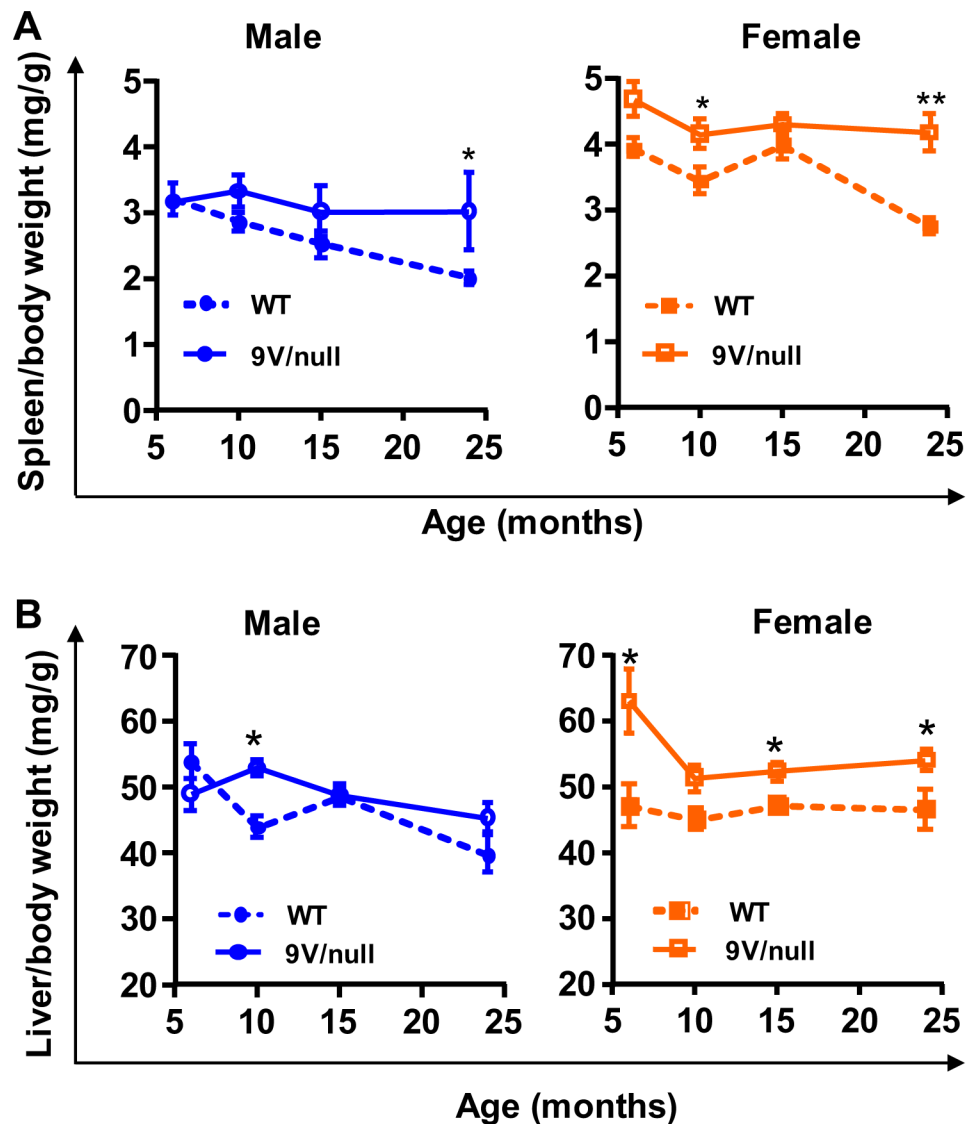 A
Male
Female
Spleen/body weight (mg/g)
5
4
3
2
1
0
*
WT
9V/null
5 10 15 20 25
5
4
3
2
1
0
*
**
WT
9V/null
5 10 15 20 25
Age (months)
B
Male
Female
Liver/body weight (mg/g)
70
60
50
40
30
20
*
WT
9V/null
5 10 15 20 25
70
60
50
40
30
20
*
*
*
WT
9V/null
5 10 15 20 25
Age (months)